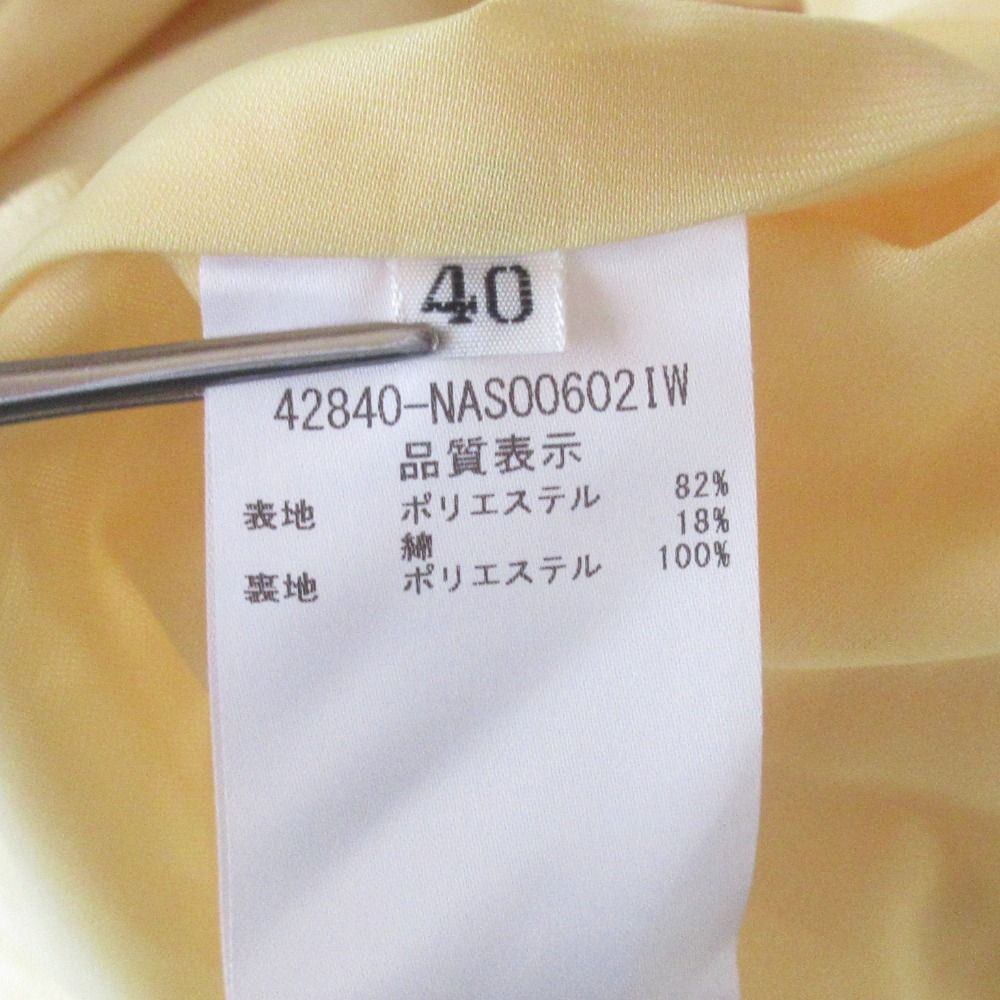 40
42840-NAS00602IW
品質表示
表地 ポリエステル 82%
綿 18%
裏地 ポリエステル 100%